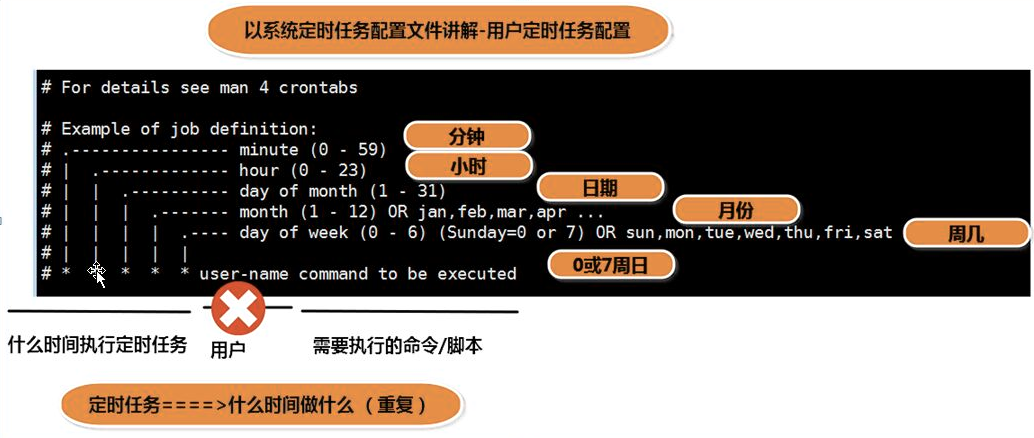 以系统定时任务配置文件讲解-用户定时任务配置
# For details see man 4 crontabs
# Example of job definition:
# .---------------- minute (0 - 59) 分钟
# |  .------------- hour (0 - 23) 小时
# |  |  .---------- day of month (1 - 31) 日期
# |  |  |  .------- month (1 - 12) OR jan,feb,mar,apr ... 月份
# |  |  |  |  .---- day of week (0 - 6) (Sunday=0 or 7) OR sun,mon,tue,wed,thu,fri,sat 周几
# |  |  |  |  | 0或7周日
# *  *  *  *  * user-name command to be executed
什么时间执行定时任务 用户 需要执行的命令/脚本
定时任务====>什么时间做什么（重复）